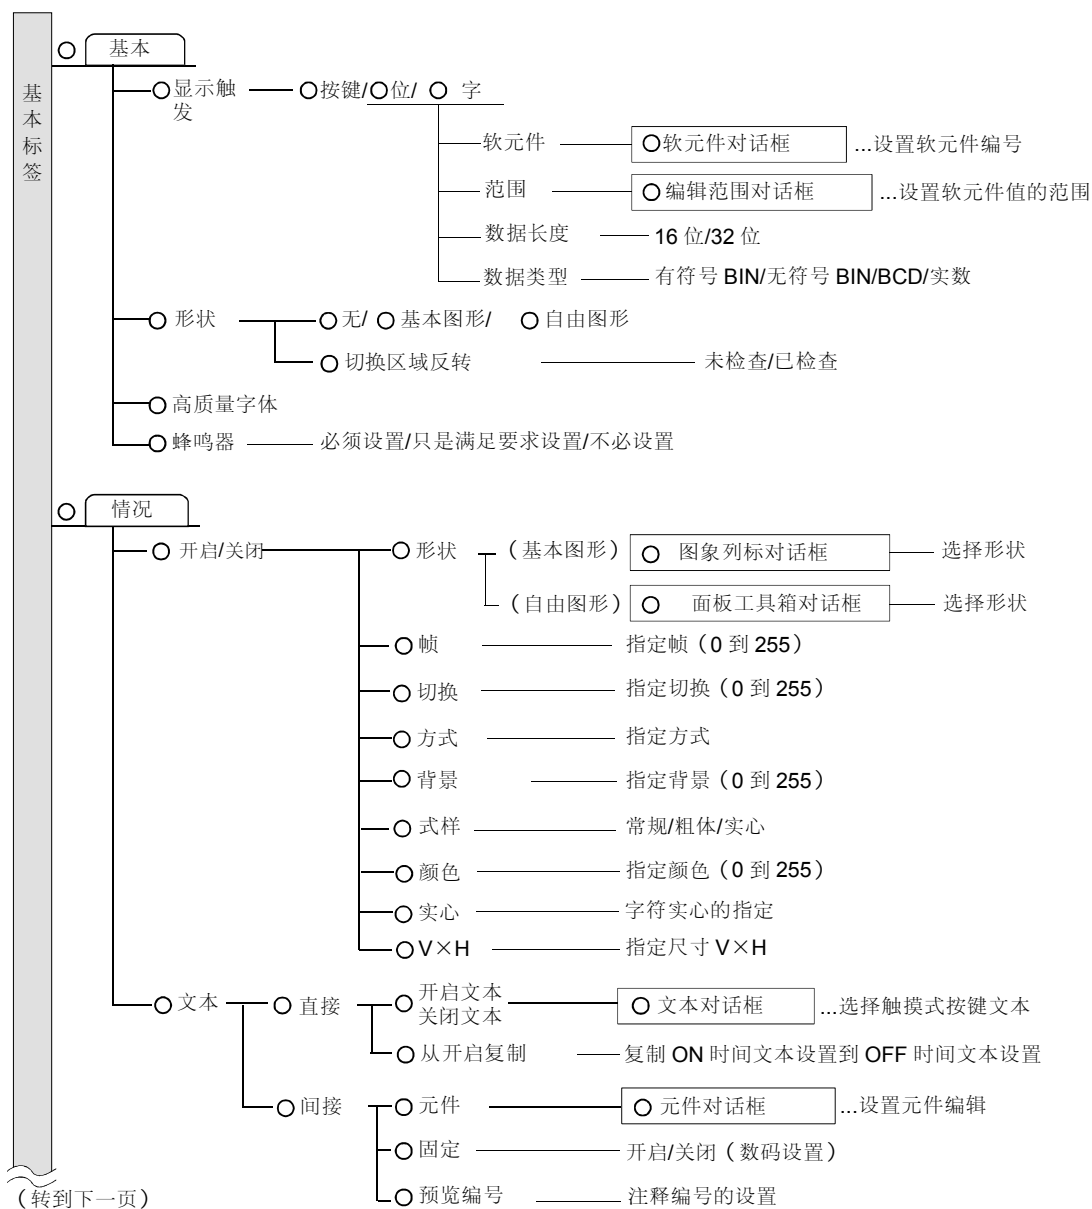 基本标签
基本
显示触发
按键/位/ 字
软元件 软元件对话框 ...设置软元件编号
范围 编辑范围对话框 ...设置软元件值的范围
数据长度 16 位/32 位
数据类型 有符号 BIN/无符号 BIN/BCD/实数
形状 无/ 基本图形/ 自由图形
切换区域反转 未检查/已检查
高质量字体
蜂鸣器 必须设置/只是满足要求设置/不必设置
情况
开启/关闭 形状 (基本图形) 图象列标对话框 选择形状
(自由图形) 面板工具箱对话框 选择形状
帧 指定帧(0 到 255)
切换 指定切换(0 到 255)
方式 指定方式
背景 指定背景(0 到 255)
式样 常规/粗体/实心
颜色 指定颜色(0 到 255)
实心 字符实心的指定
V×H 指定尺寸 V×H
文本 直接 开启文本
关闭文本 文本对话框 ...选择触摸式按键文本
从开启复制 复制 ON 时间文本设置到 OFF 时间文本设置
间接 元件 元件对话框 ...设置元件编辑
固定 开启/关闭(数码设置)
预览编号 注释编号的设置
(转到下一页)